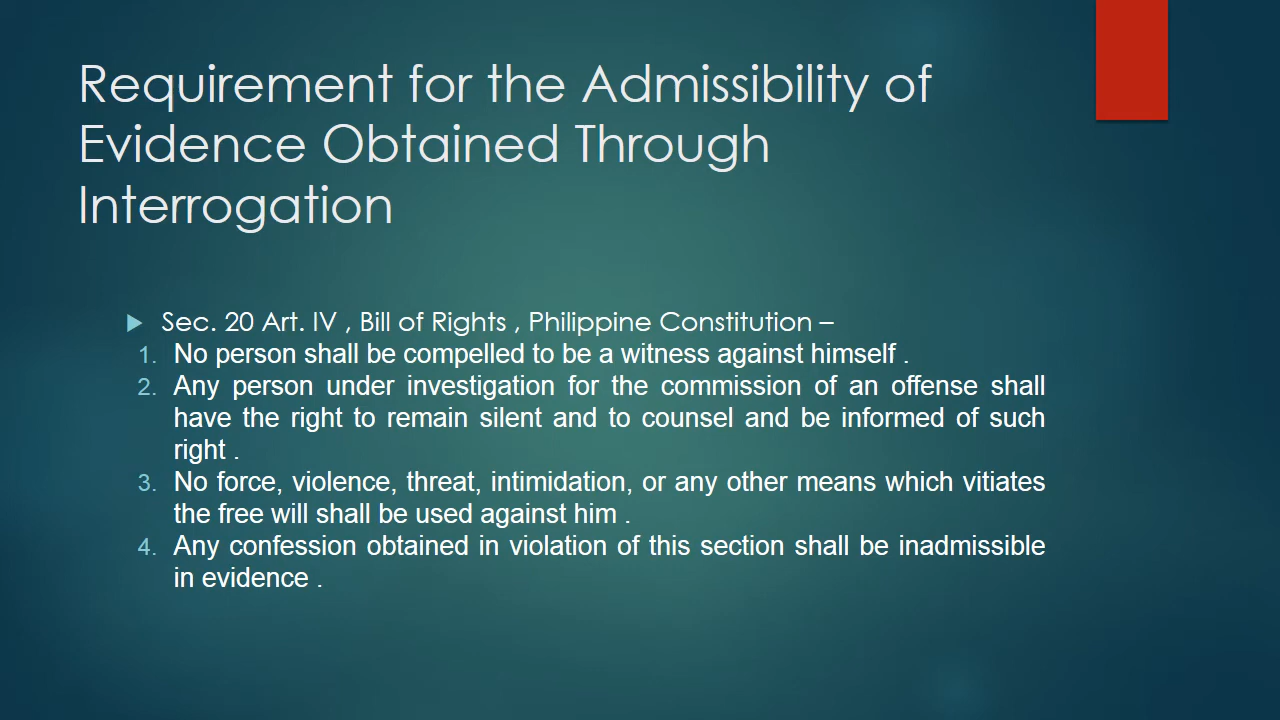 Requirement for the Admissibility of
Evidence Obtained Through
Interrogation
Sec. 20 Art. IV , Bill of Rights , Philippine Constitution –
1. No person shall be compelled to be a witness against himself .
2. Any person under investigation for the commission of an offense shall
have the right to remain silent and to counsel and be informed of such
right .
3. No force, violence, threat, intimidation, or any other means which vitiates
the free will shall be used against him .
4. Any confession obtained in violation of this section shall be inadmissible
in evidence .